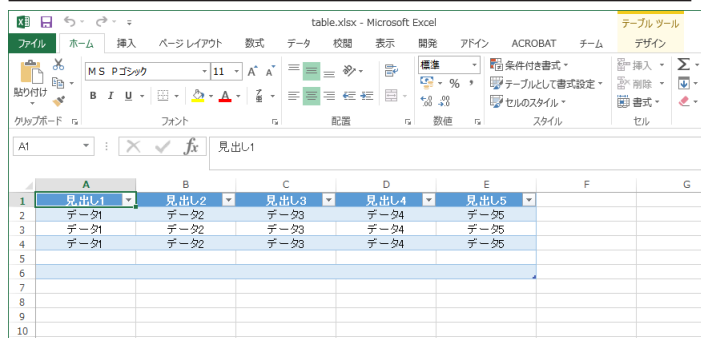 table.xlsx - Microsoft Excel
テーブル ツール
ファイル ホーム 挿入 ページ レイアウト 数式 データ 校閲 表示 開発 アドイン ACROBAT チーム デザイン
貼り付け
MS Pゴシック 11
標準
条件付き書式
テーブルとして書式設定
セルのスタイル
挿入
削除
書式
B I U
% ,
クリップボード フォント 配置 数値 スタイル セル
A1 fx 見出し1
A B C D E F G
1 見出し1 見出し2 見出し3 見出し4 見出し5
2 データ1 データ2 データ3 データ4 データ5
3 データ1 データ2 データ3 データ4 データ5
4 データ1 データ2 データ3 データ4 データ5
5
6
7
8
9
10